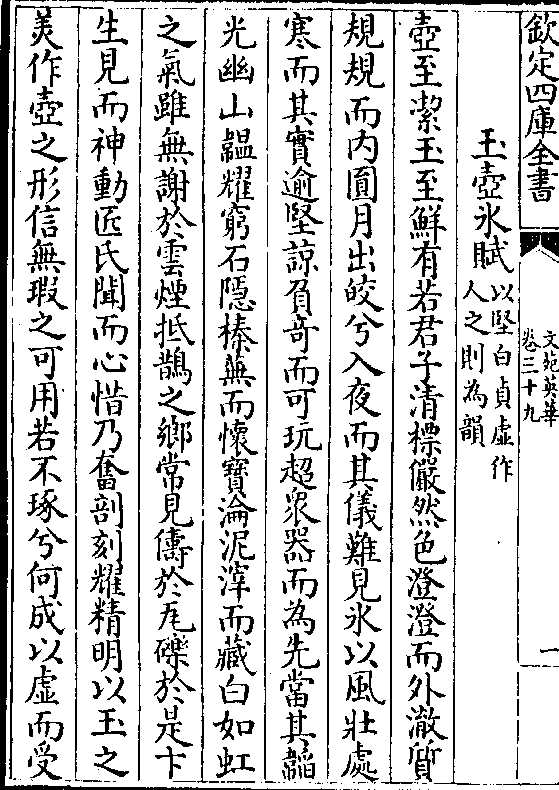 欽定四庫全書
文苑英華
卷三十九
一
玉壺氷賦
以堅白貞虛作
人之則為韻
壺至㓗玉至鮮有若君子清標儼然色澄澄而外澈質
規規而内圎月出皎兮入夜而其儀難見氷以風壯處
寒而其實逾堅諒負竒而可玩超衆器而為先當其韜
光幽山韞耀窮石隱榛蕪而懷寳淪泥滓而藏白如虹
之氣雖無謝於雲煙抵鵲之鄉常見儔於瓦礫於是卞
生見而神動匠氏聞而心惜乃奮剖刻耀精明以玉之
美作壺之形信無瑕之可用若不琢兮何成以虛而受